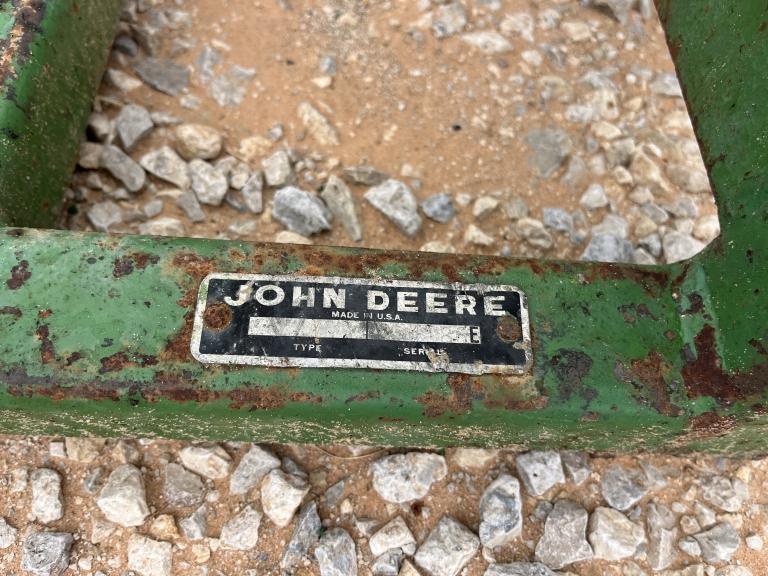 JOHN DEERE
MADE IN U.S.A.
E
TYPE SERIAL